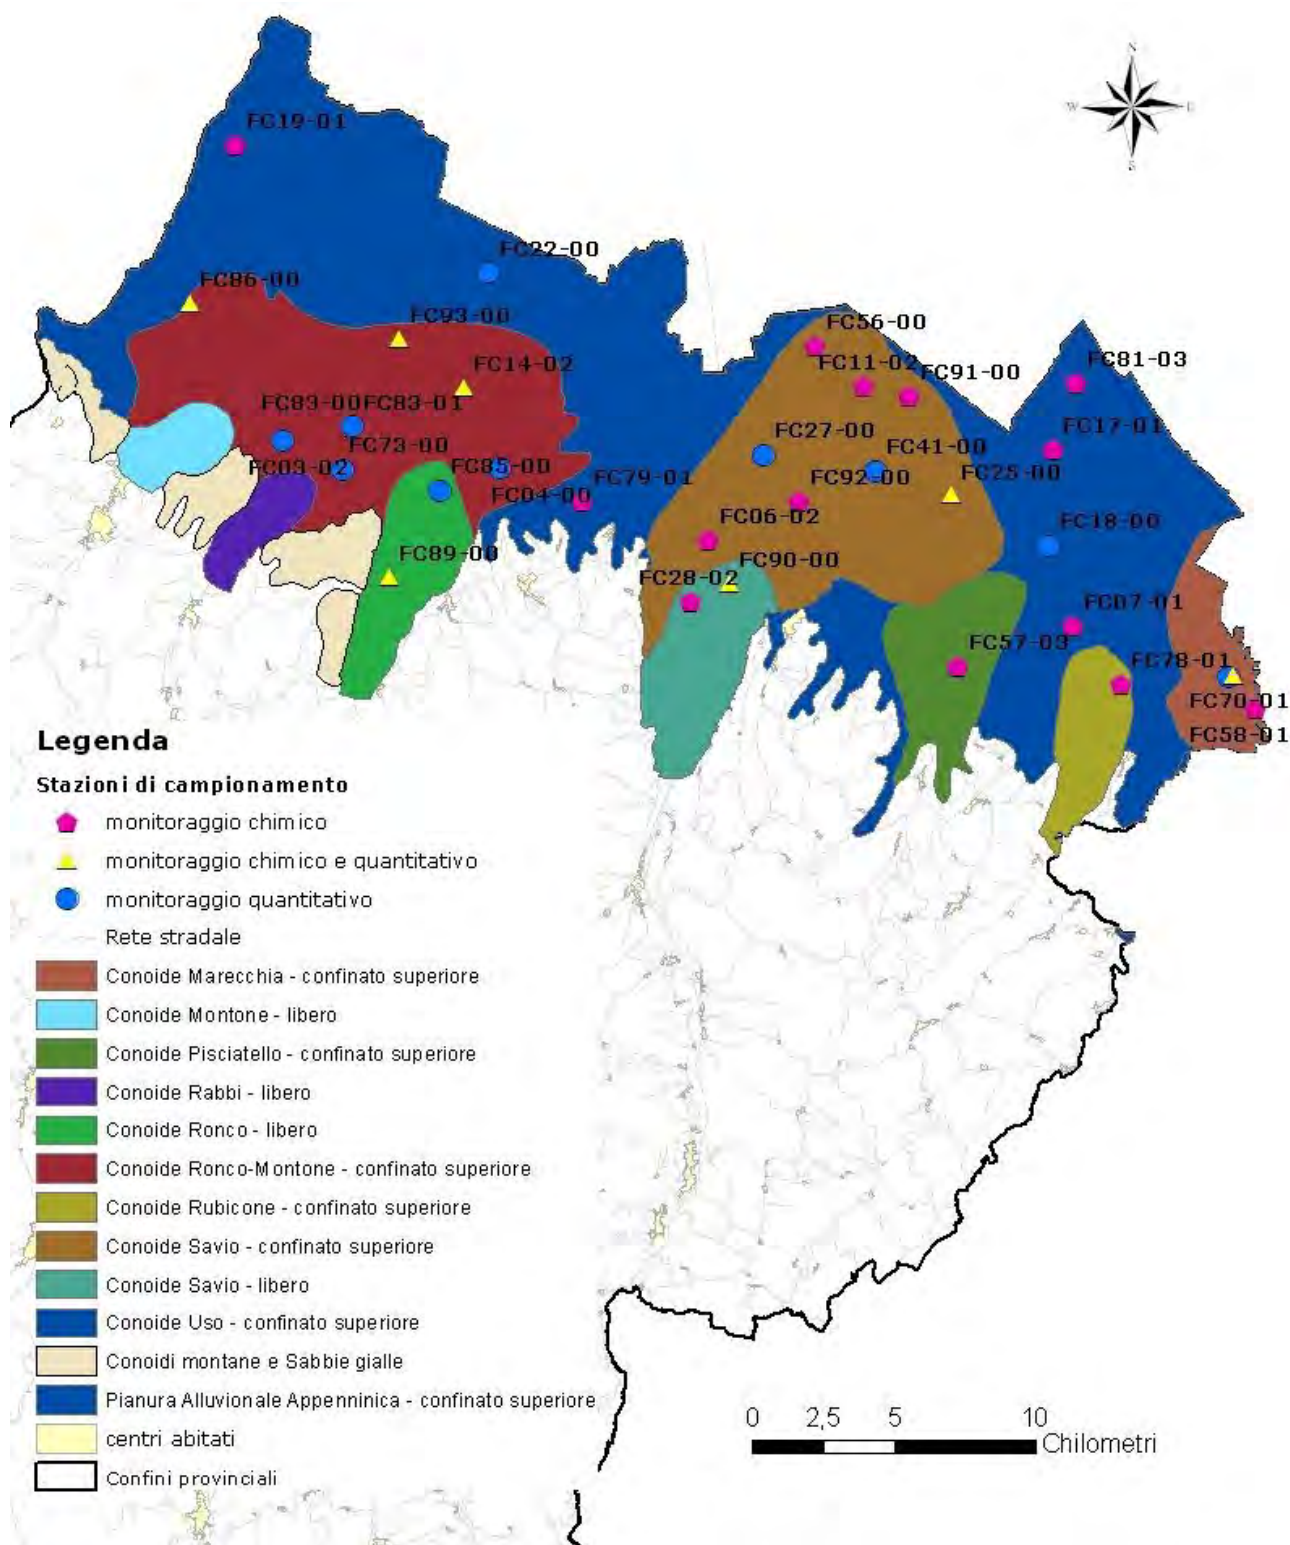 N
W E
S
FC19-01
FC22-00
FC86-00
FC93-00
FC56-00
FC14-02
FC11-02
FC91-00
FC81-03
FC83-00
FC83-01
FC73-00
FC27-00
FC41-00
FC17-01
FC03-02
FC85-00
FC79-01
FC92-00
FC25-00
FC04-00
FC06-02
FC18-00
FC89-00
FC90-00
FC28-02
FC07-01
FC57-03
FC78-01
FC70-01
FC58-01
Legenda
Stazioni di campionamento
monitoraggio chimico
monitoraggio chimico e quantitativo
monitoraggio quantitativo
Rete stradale
Conoide Marecchia - confinato superiore
Conoide Montone - libero
Conoide Pisciatello - confinato superiore
Conoide Rabbi - libero
Conoide Ronco - libero
Conoide Ronco-Montone - confinato superiore
Conoide Rubicone - confinato superiore
Conoide Savio - confinato superiore
Conoide Savio - libero
Conoide Uso - confinato superiore
Conoidi montane e Sabbie gialle
Pianura Alluvionale Appenninica - confinato superiore
centri abitati
Confini provinciali
0 2,5 5 10
Chilometri